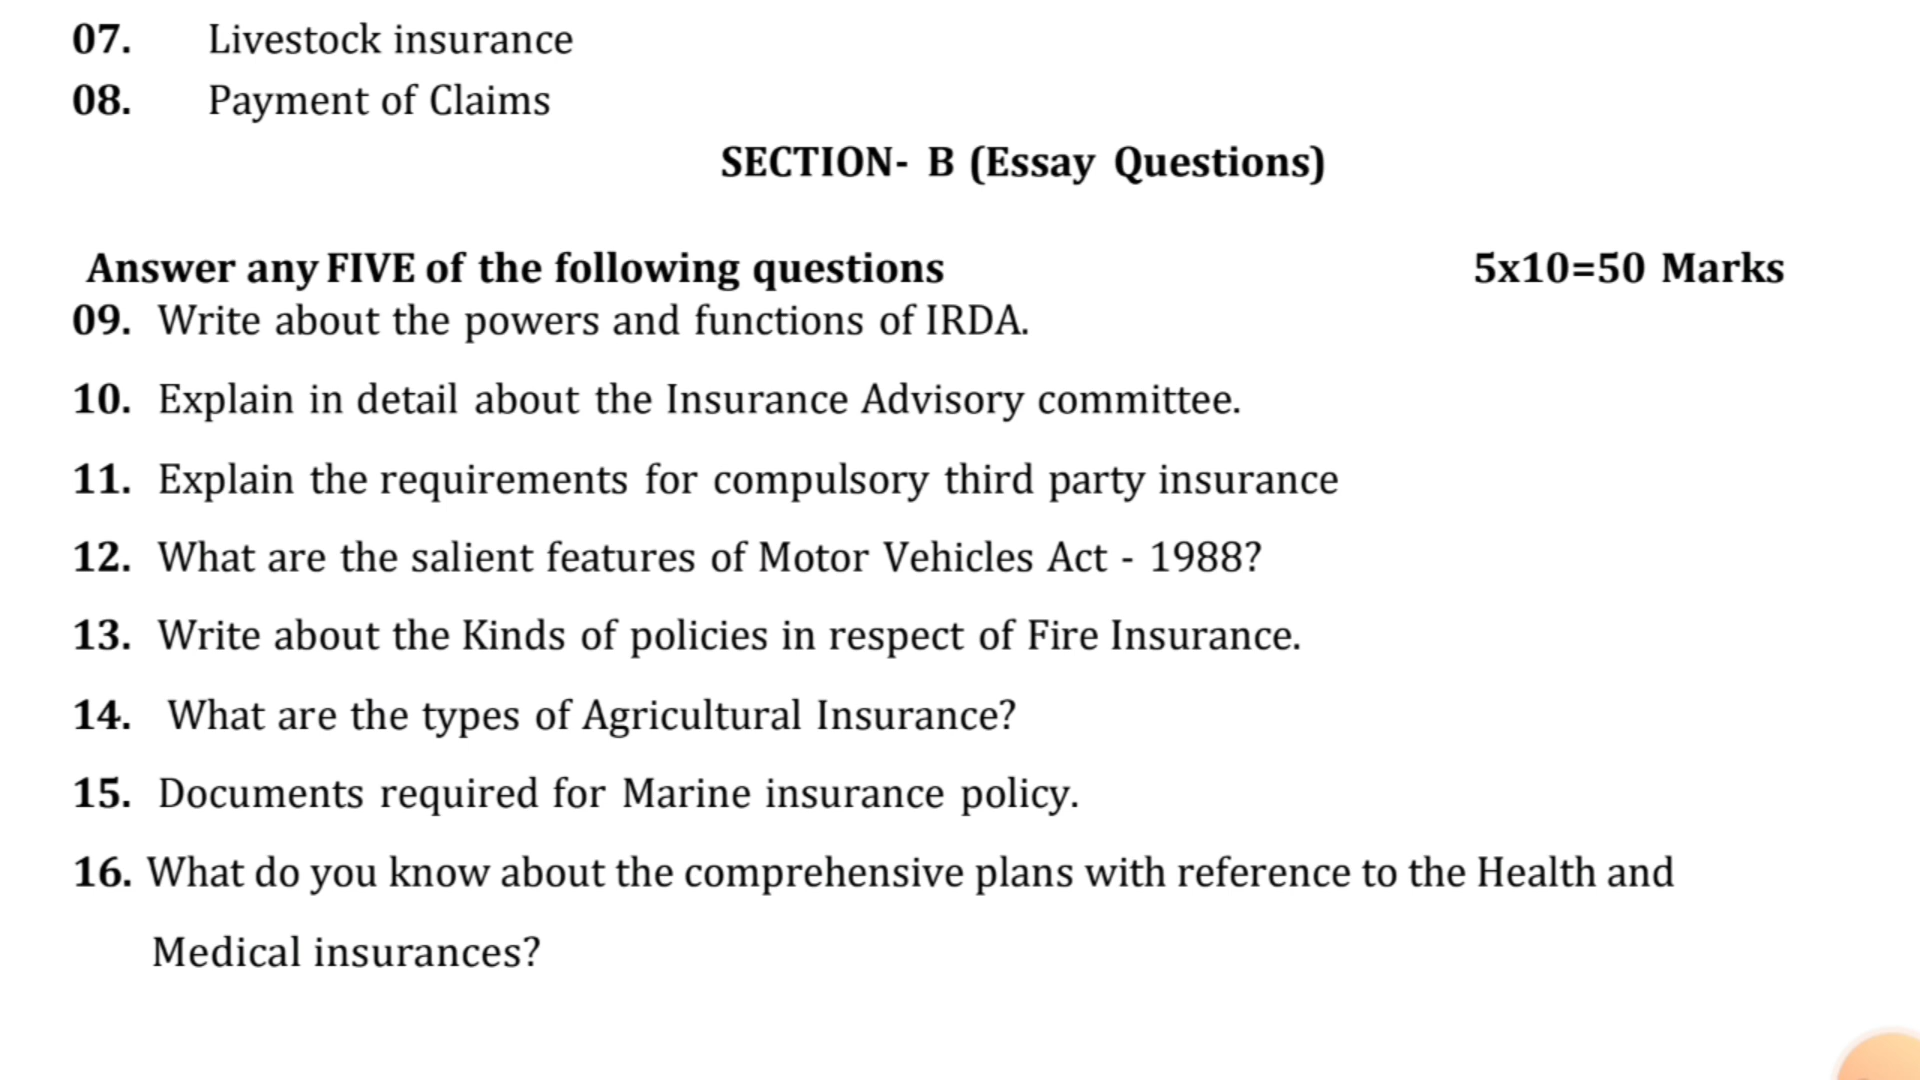 07. Livestock insurance
08. Payment of Claims
SECTION- B (Essay Questions)
Answer any FIVE of the following questions 5x10=50 Marks
09. Write about the powers and functions of IRDA.
10. Explain in detail about the Insurance Advisory committee.
11. Explain the requirements for compulsory third party insurance
12. What are the salient features of Motor Vehicles Act - 1988?
13. Write about the Kinds of policies in respect of Fire Insurance.
14. What are the types of Agricultural Insurance?
15. Documents required for Marine insurance policy.
16. What do you know about the comprehensive plans with reference to the Health and
Medical insurances?